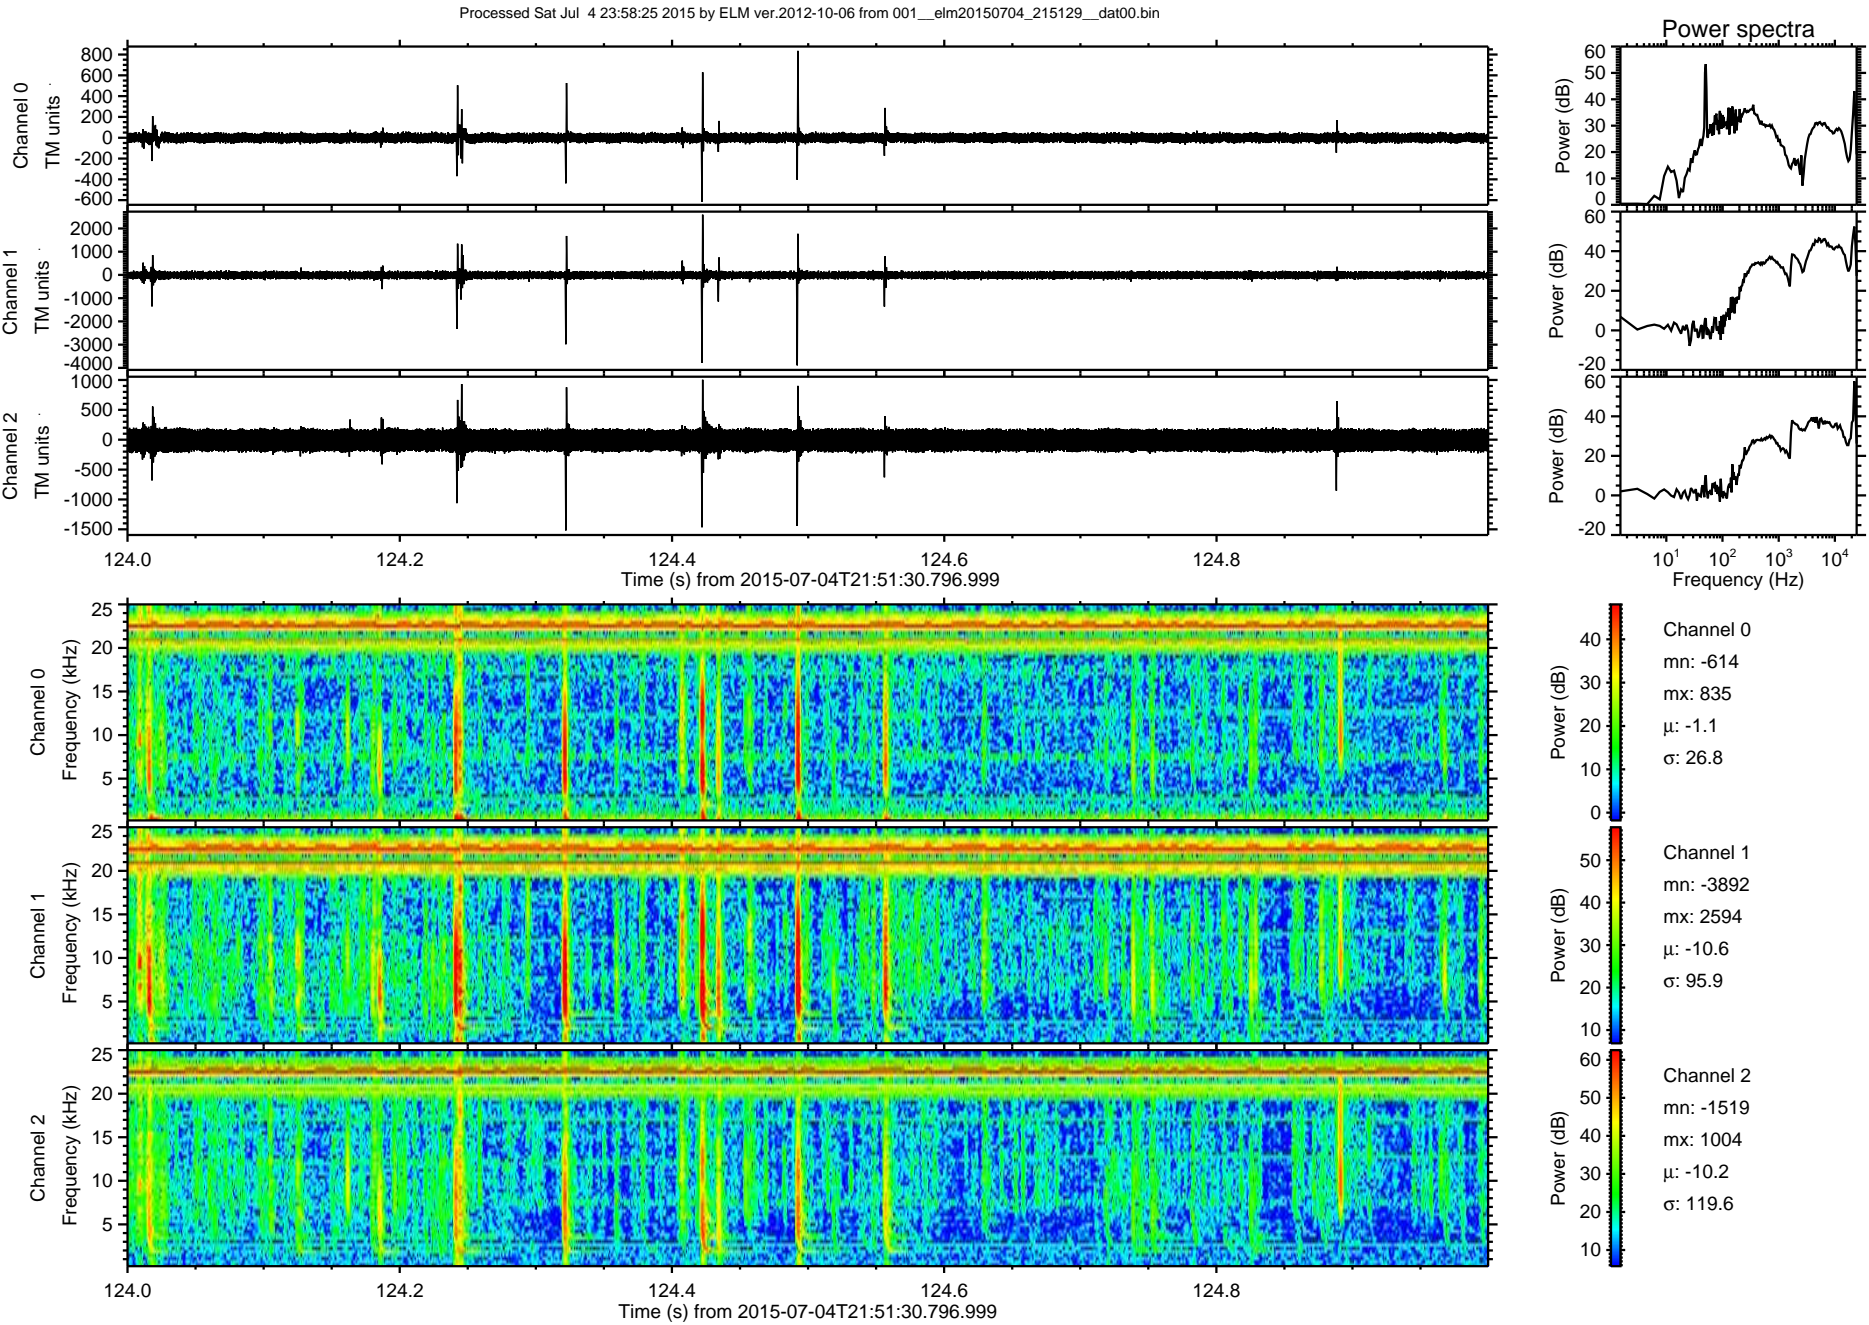 Processed Sat Jul  4 23:58:25 2015 by ELM ver.2012-10-06 from 001__elm20150704_215129__dat00.bin
Power spectra
Channel 0
TM units
800
600
400
200
0
-200
-400
-600
Power (dB)
60
50
40
30
20
10
0
Channel 1
TM units
2000
1000
0
-1000
-2000
-3000
-4000
Power (dB)
60
40
20
0
-20
Channel 2
TM units
1000
500
0
-500
-1000
-1500
Power (dB)
60
40
20
0
-20
124.0 124.2 124.4 124.6 124.8
Time (s) from 2015-07-04T21:51:30.796.999
10¹ 10² 10³ 10⁴
Frequency (Hz)
Channel 0
Frequency (kHz)
25
20
15
10
5
Power (dB)
40
30
20
10
0
Channel 0
mn: -614
mx: 835
μ: -1.1
σ: 26.8
Channel 1
Frequency (kHz)
25
20
15
10
5
Power (dB)
50
40
30
20
10
Channel 1
mn: -3892
mx: 2594
μ: -10.6
σ: 95.9
Channel 2
Frequency (kHz)
25
20
15
10
5
Power (dB)
60
50
40
30
20
10
Channel 2
mn: -1519
mx: 1004
μ: -10.2
σ: 119.6
124.0 124.2 124.4 124.6 124.8
Time (s) from 2015-07-04T21:51:30.796.999